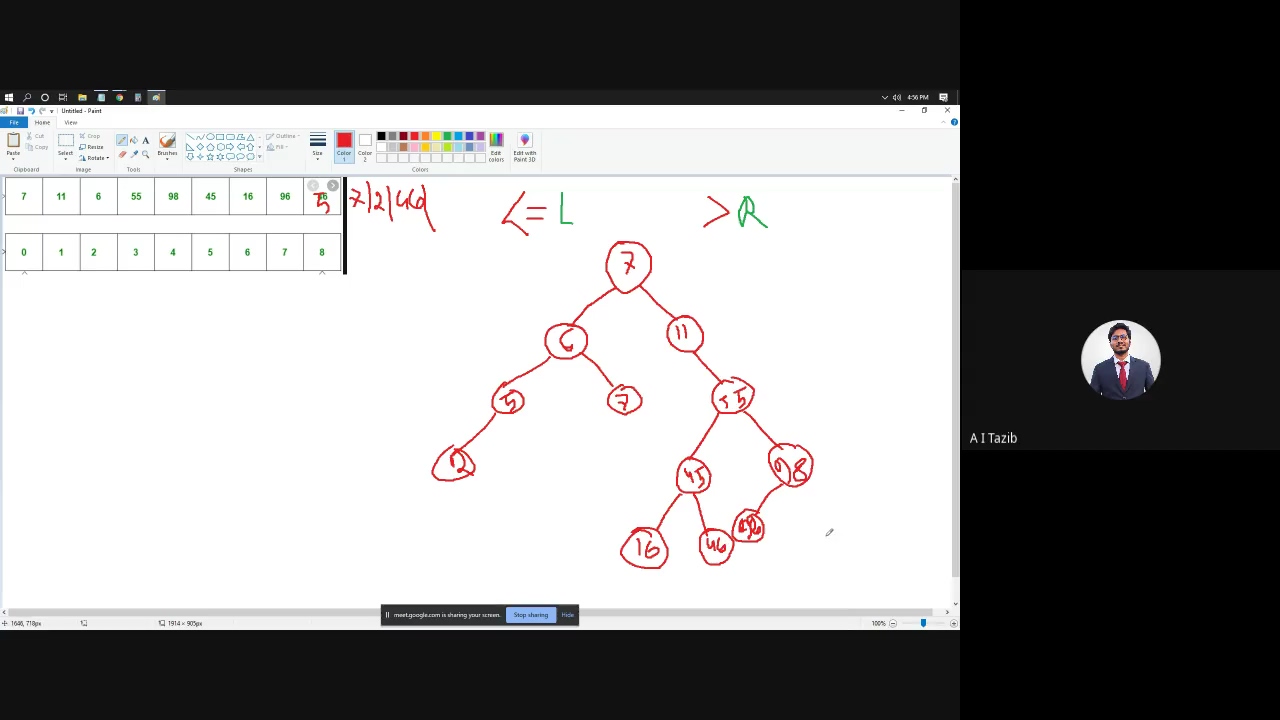 4:56 PM
Untitled - Paint
File Home View
Cut
Copy
Paste
Clipboard
Select
Crop
Resize
Rotate
Image
A
Tools
Brushes
Outline
Fill
Shapes
Size
Color 1
Color 2
Edit colors
Colors
Edit with Paint 3D
7 11 6 55 98 45 16 96 5 7|2|46|
0 1 2 3 4 5 6 7 8
<= L > R
7
6 11
5 7 55
2 45 98
16 46
A I Tazib
meet.google.com is sharing your screen. Stop sharing Hide
1646, 718px 1914 × 905px 100%